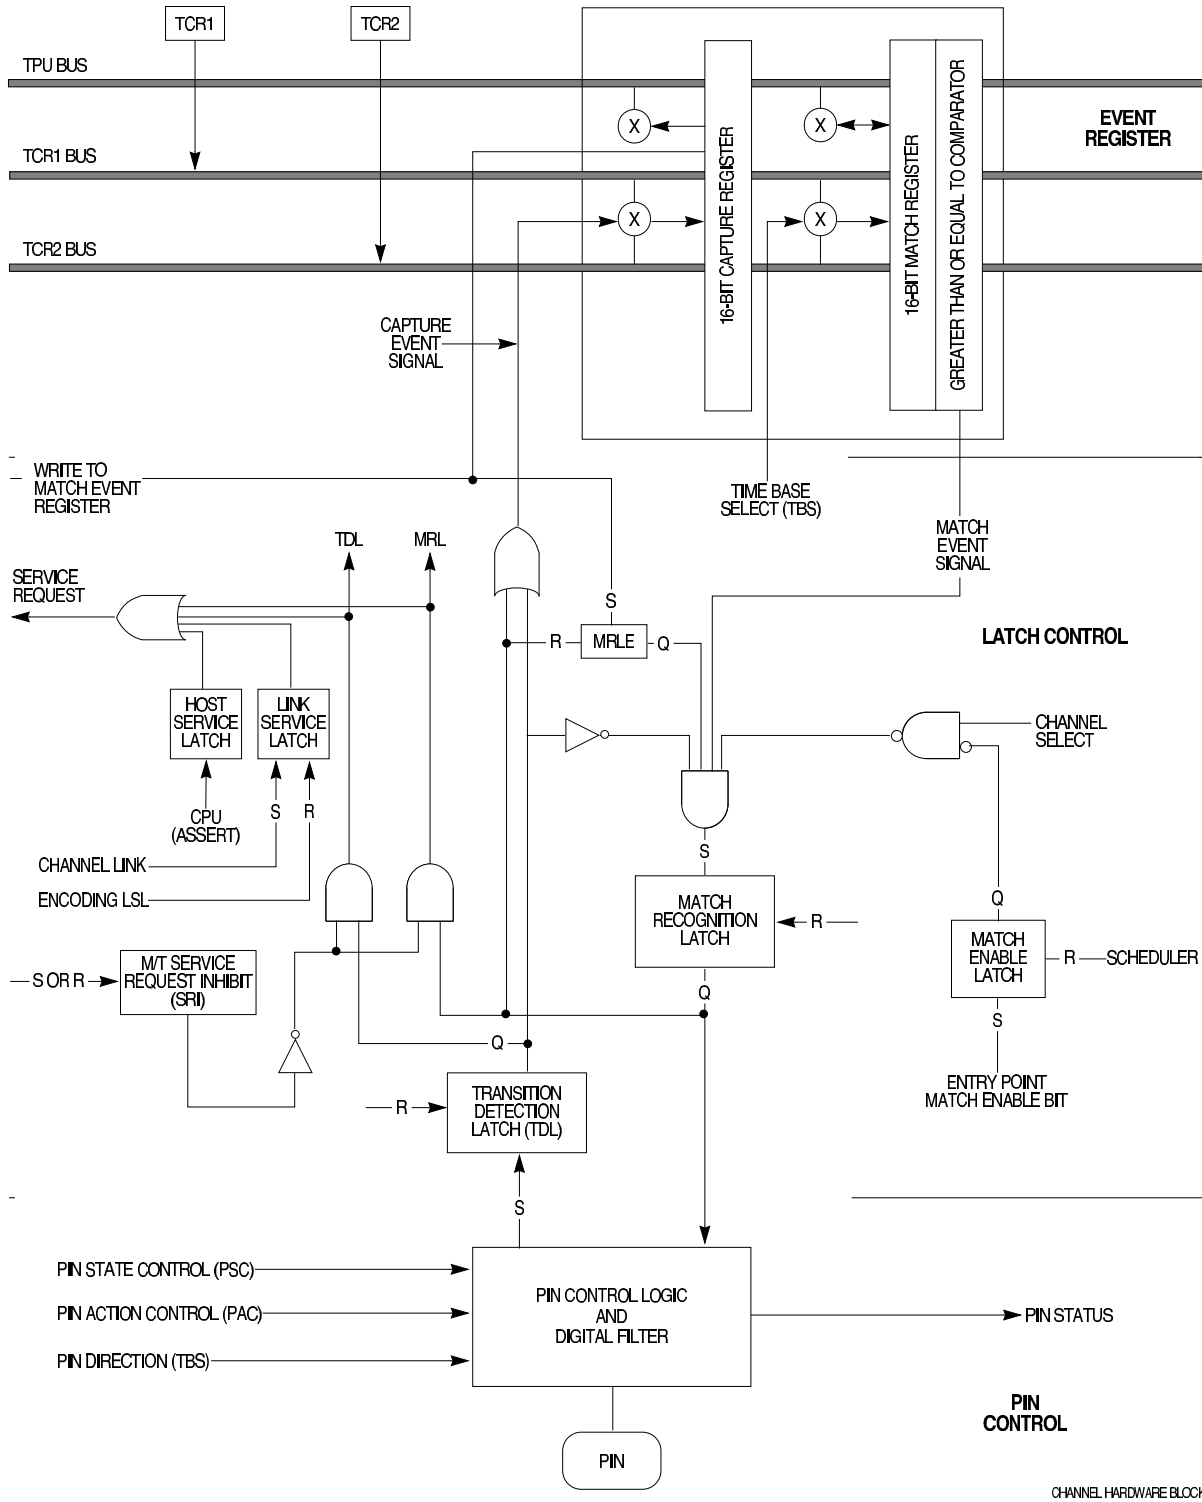 TCR1
TCR2
TPU BUS
X
X
EVENT
REGISTER
TCR1 BUS
X
X
TCR2 BUS
16-BIT CAPTURE REGISTER
16-BIT MATCH REGISTER
GREATER THAN OR EQUAL TO COMPARATOR
CAPTURE
EVENT
SIGNAL
WRITE TO
MATCH EVENT
REGISTER
TIME BASE
SELECT (TBS)
MATCH
EVENT
SIGNAL
TDL
MRL
SERVICE
REQUEST
S
R
MRLE
Q
LATCH CONTROL
HOST
SERVICE
LATCH
LINK
SERVICE
LATCH
CHANNEL
SELECT
CPU
(ASSERT)
S
R
CHANNEL LINK
ENCODING LSL
S
MATCH
RECOGNITION
LATCH
R
Q
Q
MATCH
ENABLE
LATCH
R
SCHEDULER
S
ENTRY POINT
MATCH ENABLE BIT
S OR R
M/T SERVICE
REQUEST INHIBIT
(SRI)
Q
R
TRANSITION
DETECTION
LATCH (TDL)
S
PIN STATE CONTROL (PSC)
PIN ACTION CONTROL (PAC)
PIN DIRECTION (TBS)
PIN CONTROL LOGIC
AND
DIGITAL FILTER
PIN STATUS
PIN
CONTROL
PIN
CHANNEL HARDWARE BLOCK